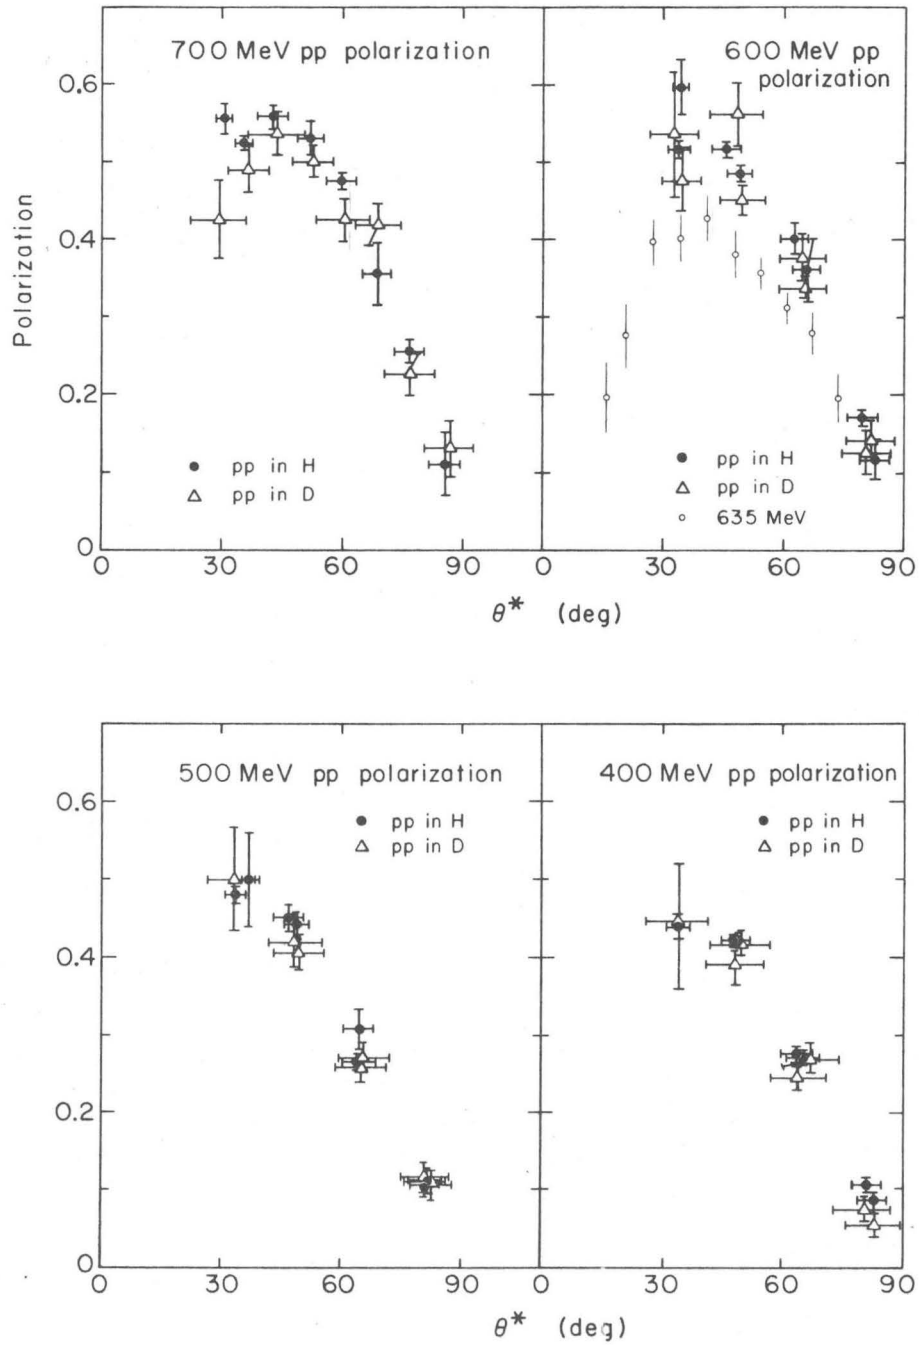 700 MeV pp polarization
600 MeV pp
polarization
0.6
0.4
0.2
0
Polarization
● pp in H
△ pp in D
● pp in H
△ pp in D
○ 635 MeV
0 30 60 90 0 30 60 90
θ* (deg)
500 MeV pp polarization
400 MeV pp polarization
● pp in H
△ pp in D
● pp in H
△ pp in D
0.6
0.4
0.2
0
0 30 60 90 0 30 60 90
θ* (deg)